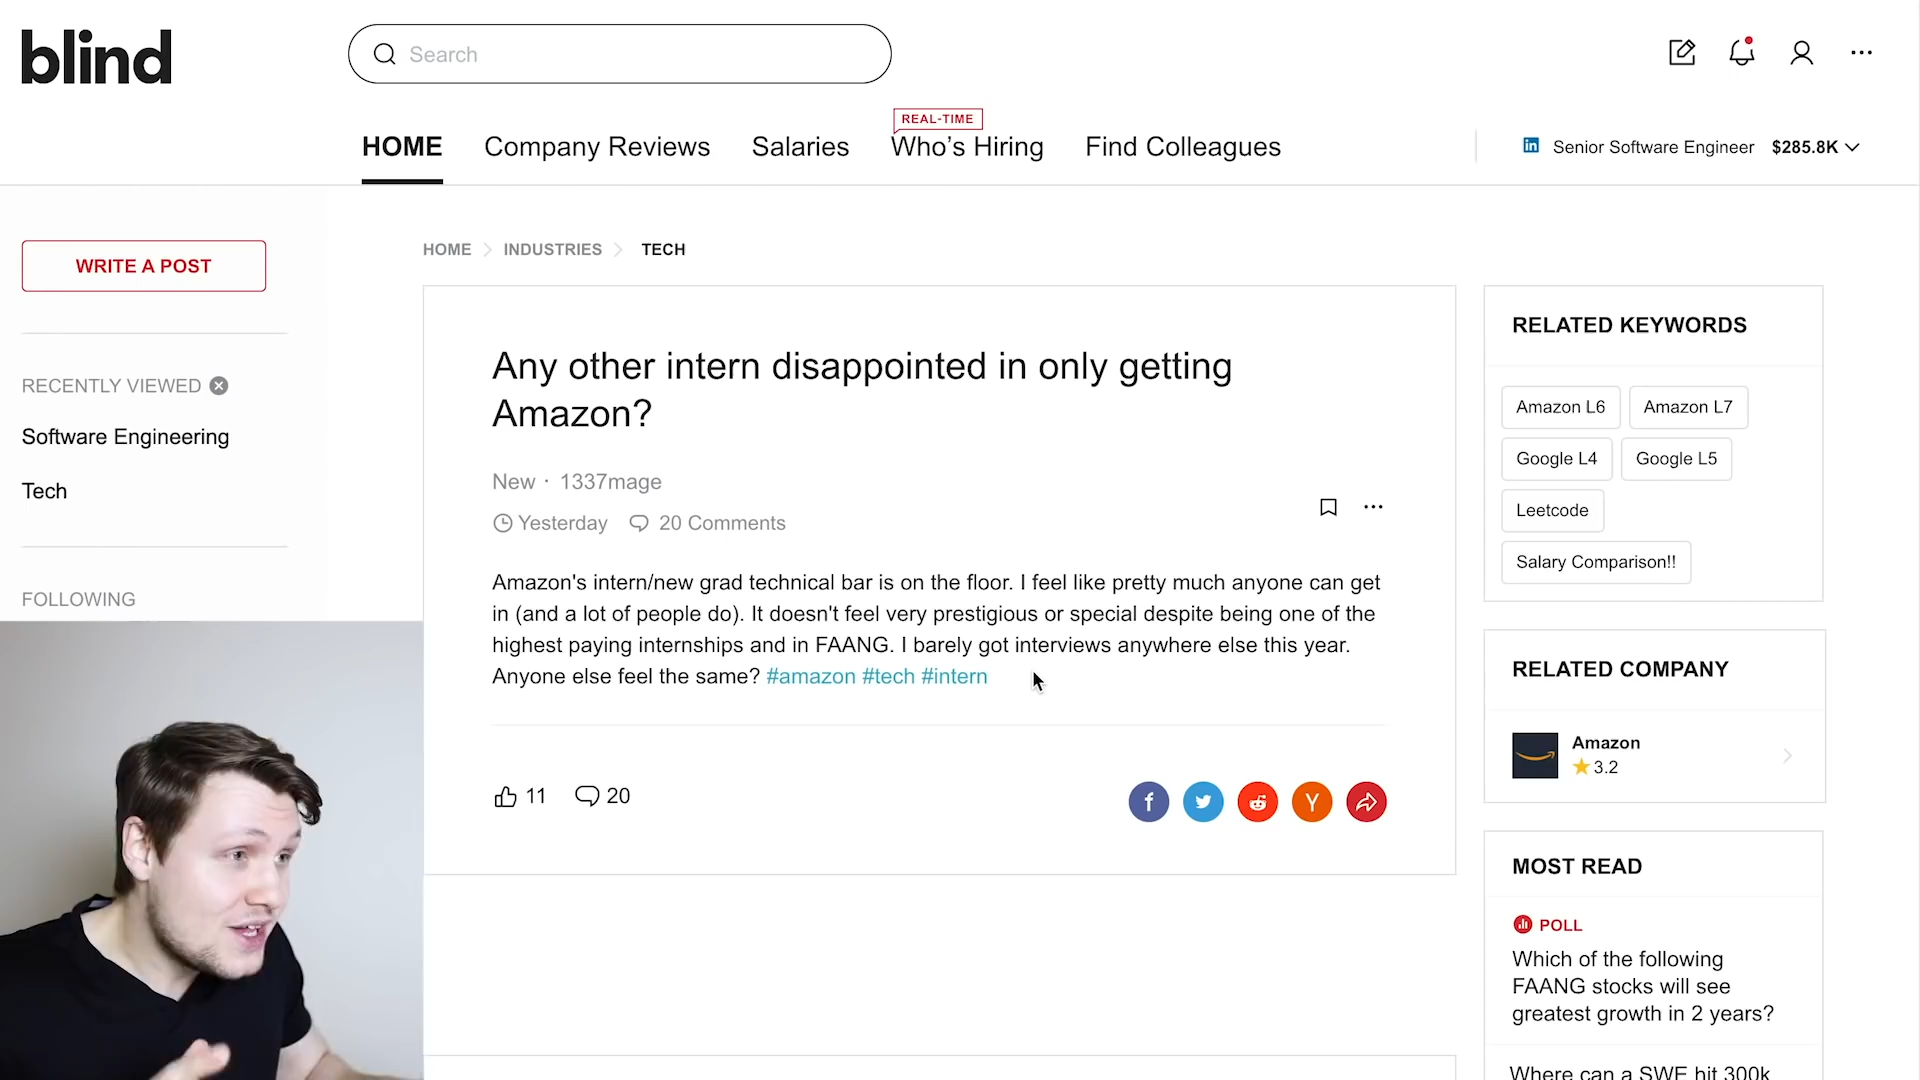 blind
Search
REAL-TIME
HOME Company Reviews Salaries Who's Hiring Find Colleagues
in Senior Software Engineer $285.8K
WRITE A POST
RECENTLY VIEWED
Software Engineering
Tech
FOLLOWING
HOME INDUSTRIES TECH
Any other intern disappointed in only getting
Amazon?
New · 1337mage
Yesterday 20 Comments
Amazon's intern/new grad technical bar is on the floor. I feel like pretty much anyone can get
in (and a lot of people do). It doesn't feel very prestigious or special despite being one of the
highest paying internships and in FAANG. I barely got interviews anywhere else this year.
Anyone else feel the same? #amazon #tech #intern
11 20
f Y
RELATED KEYWORDS
Amazon L6 Amazon L7
Google L4 Google L5
Leetcode
Salary Comparison!!
RELATED COMPANY
Amazon
3.2
MOST READ
POLL
Which of the following
FAANG stocks will see
greatest growth in 2 years?
Where can a SWE hit 300k